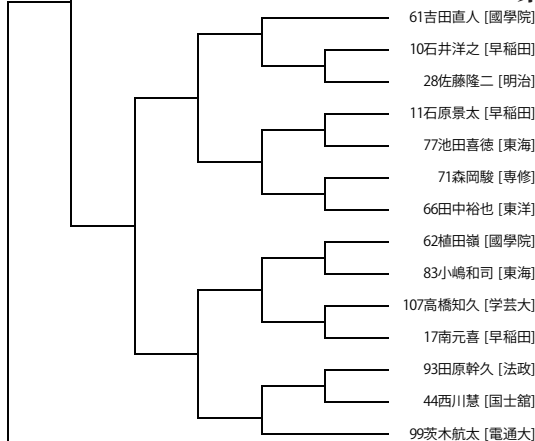 61吉田直人 [國學院]
10石井洋之 [早稲田]
28佐藤隆二 [明治]
11石原景太 [早稲田]
77池田喜徳 [東海]
71森岡駿 [専修]
66田中裕也 [東洋]
62植田嶺 [國學院]
83小嶋和司 [東海]
107高橋知久 [学芸大]
17南元喜 [早稲田]
93田原幹久 [法政]
44西川慧 [国士舘]
99茨木航太 [電通大]